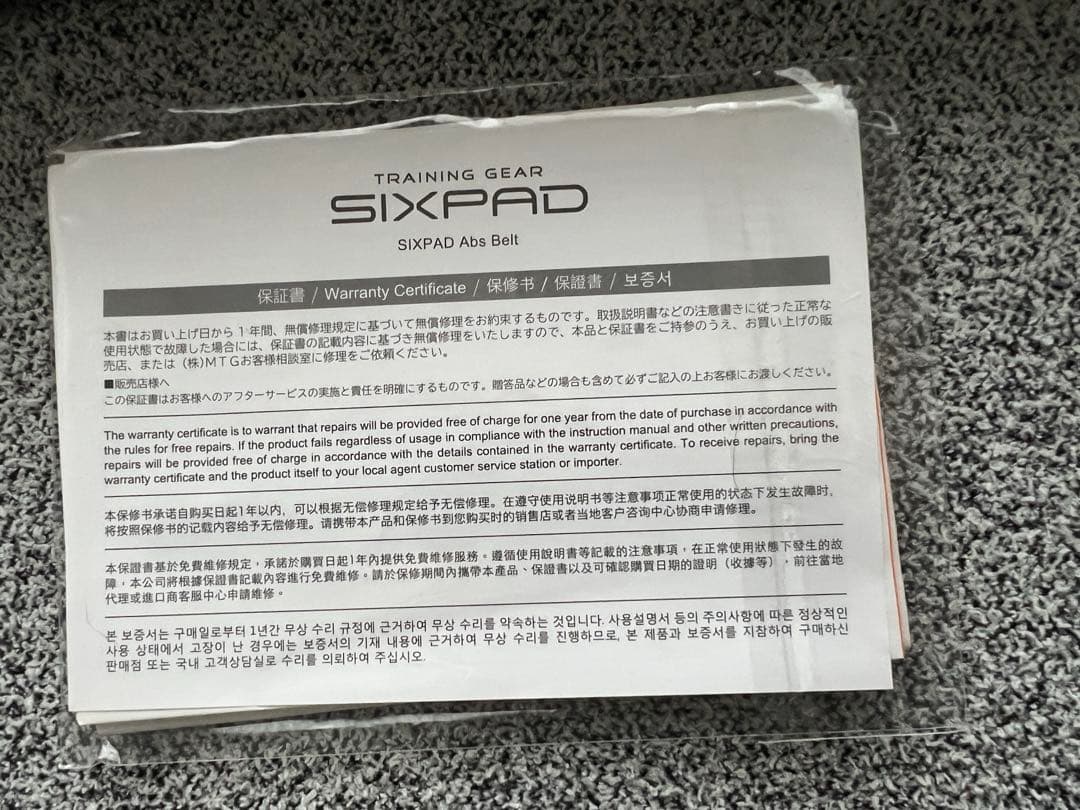 TRAINING GEAR
SIXPAD
SIXPAD Abs Belt
保証書 / Warranty Certificate / 保修书 / 保證書 / 보증서
本書はお買い上げ日から1年間、無償修理規定に基づいて無償修理をお約束するものです。取扱説明書などの注意書きに従った正常な
使用状態で故障した場合には、保証書の記載内容に基づき無償修理をいたしますので、本品と保証書をご持参のうえ、お買い上げの販
売店、または（株）MTGお客様相談室に修理をご依頼ください。
■販売店様へ
この保証書はお客様へのアフターサービスの実施と責任を明確にするものです。贈答品などの場合も含めて必ずご記入の上お客様にお渡しください。
The warranty certificate is to warrant that repairs will be provided free of charge for one year from the date of purchase in accordance with
the rules for free repairs. If the product fails regardless of usage in compliance with the instruction manual and other written precautions,
repairs will be provided free of charge in accordance with the details contained in the warranty certificate. To receive repairs, bring the
warranty certificate and the product itself to your local agent customer service station or importer.
本保修书承诺自购买日起1年以内，可以根据无偿修理规定给予无偿修理。在遵守使用说明书等注意事项正常使用的状态下发生故障时，
将按照保修书的记载内容给予无偿修理。请携带本产品和保修书到您购买时的销售店或者当地客户咨询中心协商申请修理。
本保證書基於免費維修規定，承諾於購買日起1年內提供免費維修服務。遵循使用說明書等記載的注意事項，在正常使用狀態下發生的故
障，本公司將根據保證書記載內容進行免費維修。請於保修期間內攜帶本產品、保證書以及可確認購買日期的證明（收據等），前往當地
代理或進口商客服中心申請維修。
본 보증서는 구매일로부터 1년간 무상 수리 규정에 근거하여 무상 수리를 약속하는 것입니다. 사용설명서 등의 주의사항에 따른 정상적인
사용 상태에서 고장이 난 경우에는 보증서의 기재 내용에 근거하여 무상 수리를 진행하므로, 본 제품과 보증서를 지참하여 구매하신
판매점 또는 국내 고객상담실로 수리를 의뢰하여 주십시오.